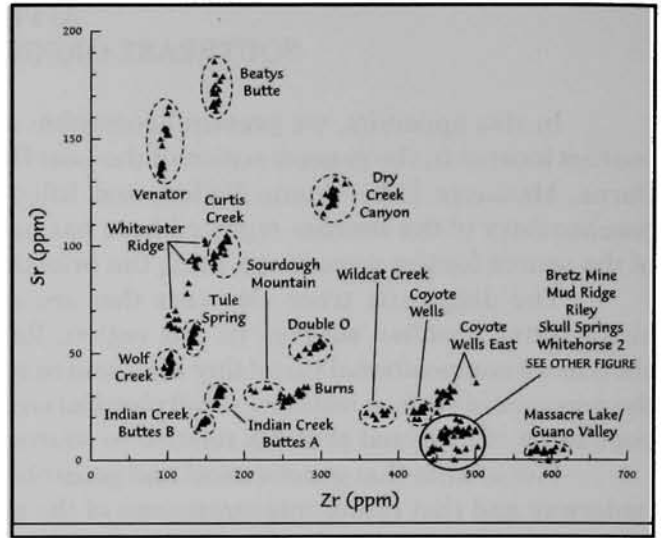 200
150
100
50
0
Sr (ppm)
Beatys
Butte
Venator
Dry
Creek
Canyon
Curtis
Creek
Whitewater
Ridge
Sourdough
Mountain
Tule
Spring
Double O
Wildcat Creek
Coyote
Wells
Coyote
Wells East
Bretz Mine
Mud Ridge
Riley
Skull Springs
Whitehorse 2
SEE OTHER FIGURE
Wolf
Creek
Burns
Indian Creek
Buttes B
Indian Creek
Buttes A
Massacre Lake/
Guano Valley
0 100 200 300 400 500 600 700
Zr (ppm)